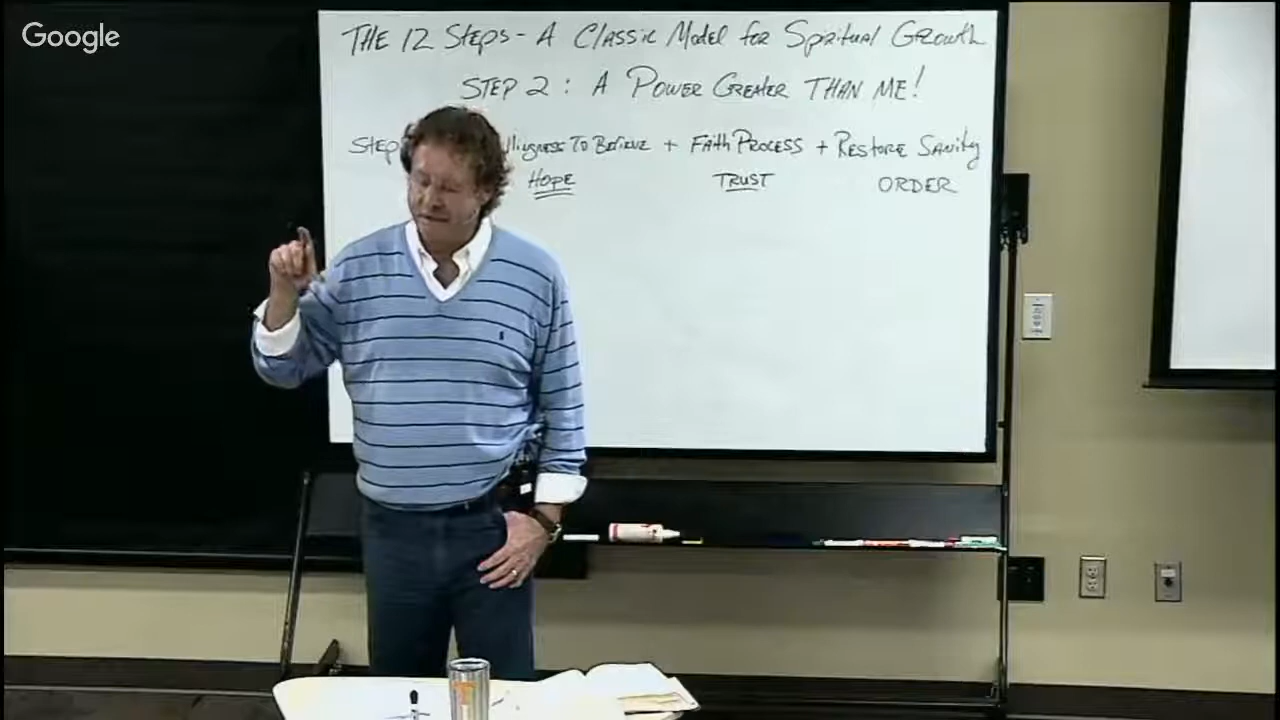 Google
THE 12 STEPS - A CLASSIC MODEL FOR SPIRITUAL GROWTH
STEP 2 : A POWER GREATER THAN ME!
STEP TO BELIEVE + FAITH PROCESS + RESTORE SANITY
HOPE TRUST ORDER